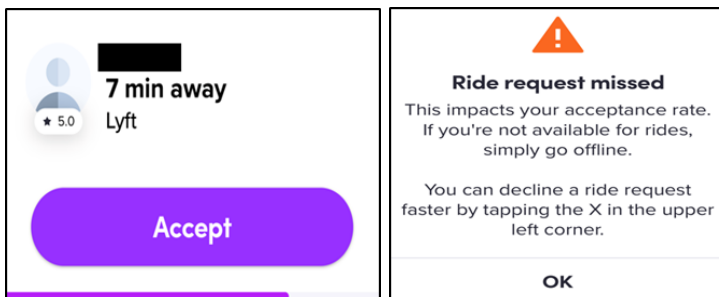 7 min away
★ 5.0
Lyft
Accept
Ride request missed
This impacts your acceptance rate.
If you're not available for rides,
simply go offline.
You can decline a ride request
faster by tapping the X in the upper
left corner.
OK